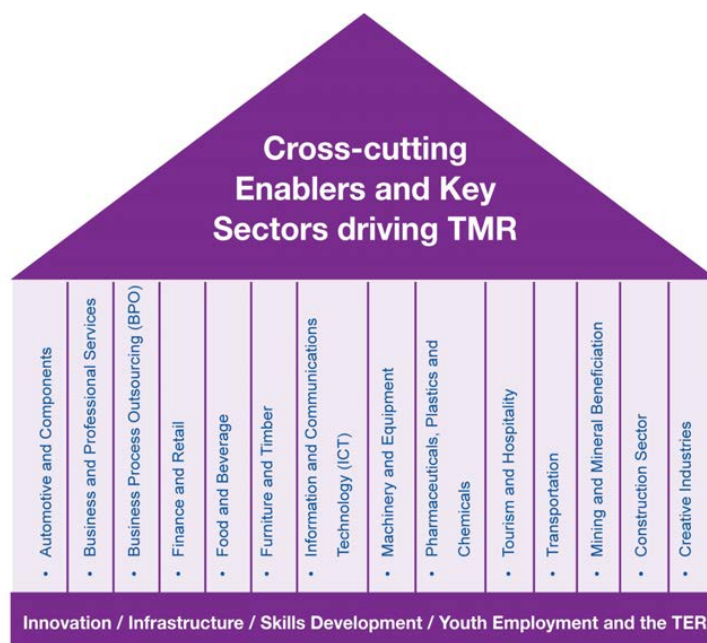 Cross-cutting
Enablers and Key
Sectors driving TMR
• Automotive and Components
• Business and Professional Services
• Business Process Outsourcing (BPO)
• Finance and Retail
• Food and Beverage
• Furniture and Timber
• Information and Communications
Technology (ICT)
• Machinery and Equipment
• Pharmaceuticals, Plastics and
Chemicals
• Tourism and Hospitality
• Transportation
• Mining and Mineral Beneficiation
• Construction Sector
• Creative Industries
Innovation / Infrastructure / Skills Development / Youth Employment and the TER